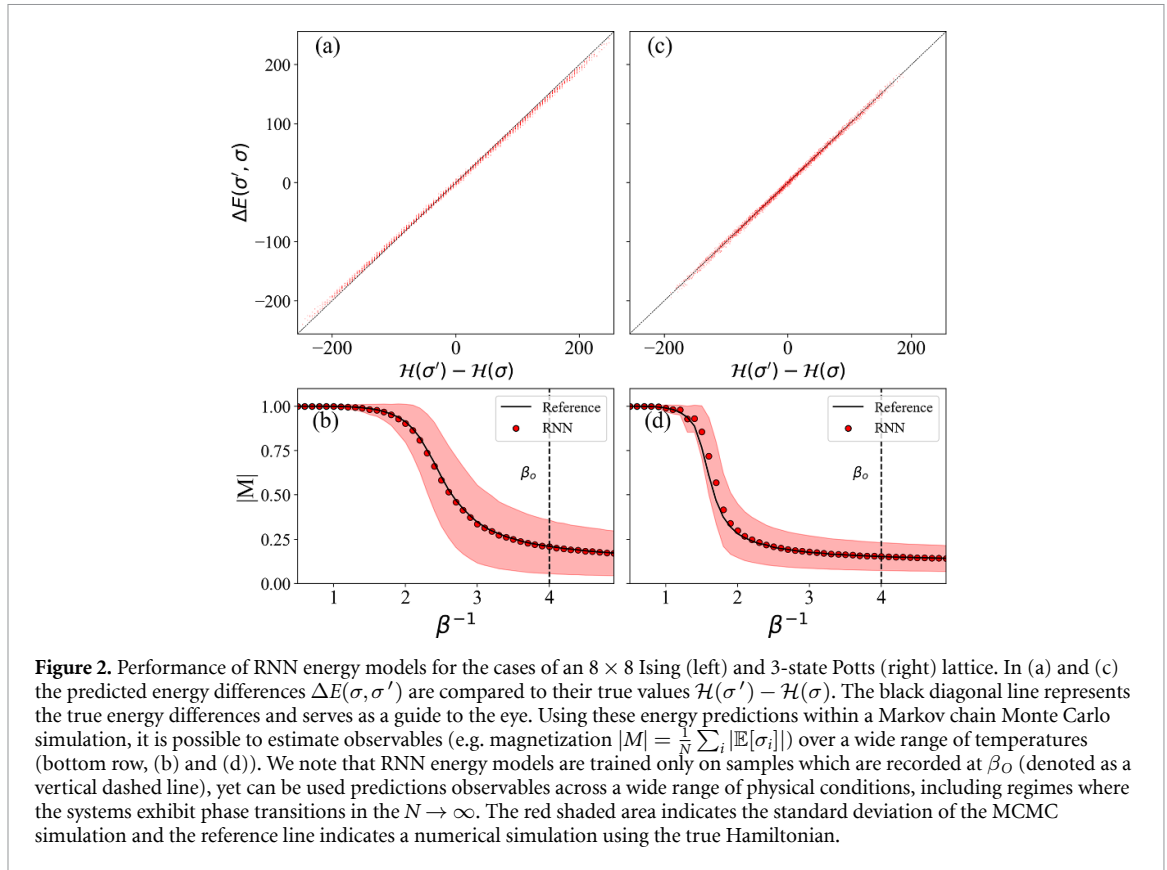 (a)
(c)
200
100
0
−100
−200
ΔE(σ′, σ)
−200
0
200
−200
0
200
ℋ(σ′) − ℋ(σ)
ℋ(σ′) − ℋ(σ)
1.00
0.75
0.50
0.25
0.00
|M|
(b)
Reference
RNN
βₒ
(d)
Reference
RNN
βₒ
1
2
3
4
1
2
3
4
β⁻¹
β⁻¹
Figure 2. Performance of RNN energy models for the cases of an 8 × 8 Ising (left) and 3-state Potts (right) lattice. In (a) and (c)
the predicted energy differences ΔE(σ, σ′) are compared to their true values ℋ(σ′) − ℋ(σ). The black diagonal line represents
the true energy differences and serves as a guide to the eye. Using these energy predictions within a Markov chain Monte Carlo
simulation, it is possible to estimate observables (e.g. magnetization |M| = 1/N ∑ᵢ |𝔼[σᵢ]|) over a wide range of temperatures
(bottom row, (b) and (d)). We note that RNN energy models are trained only on samples which are recorded at β_O (denoted as a
vertical dashed line), yet can be used predictions observables across a wide range of physical conditions, including regimes where
the systems exhibit phase transitions in the N → ∞. The red shaded area indicates the standard deviation of the MCMC
simulation and the reference line indicates a numerical simulation using the true Hamiltonian.